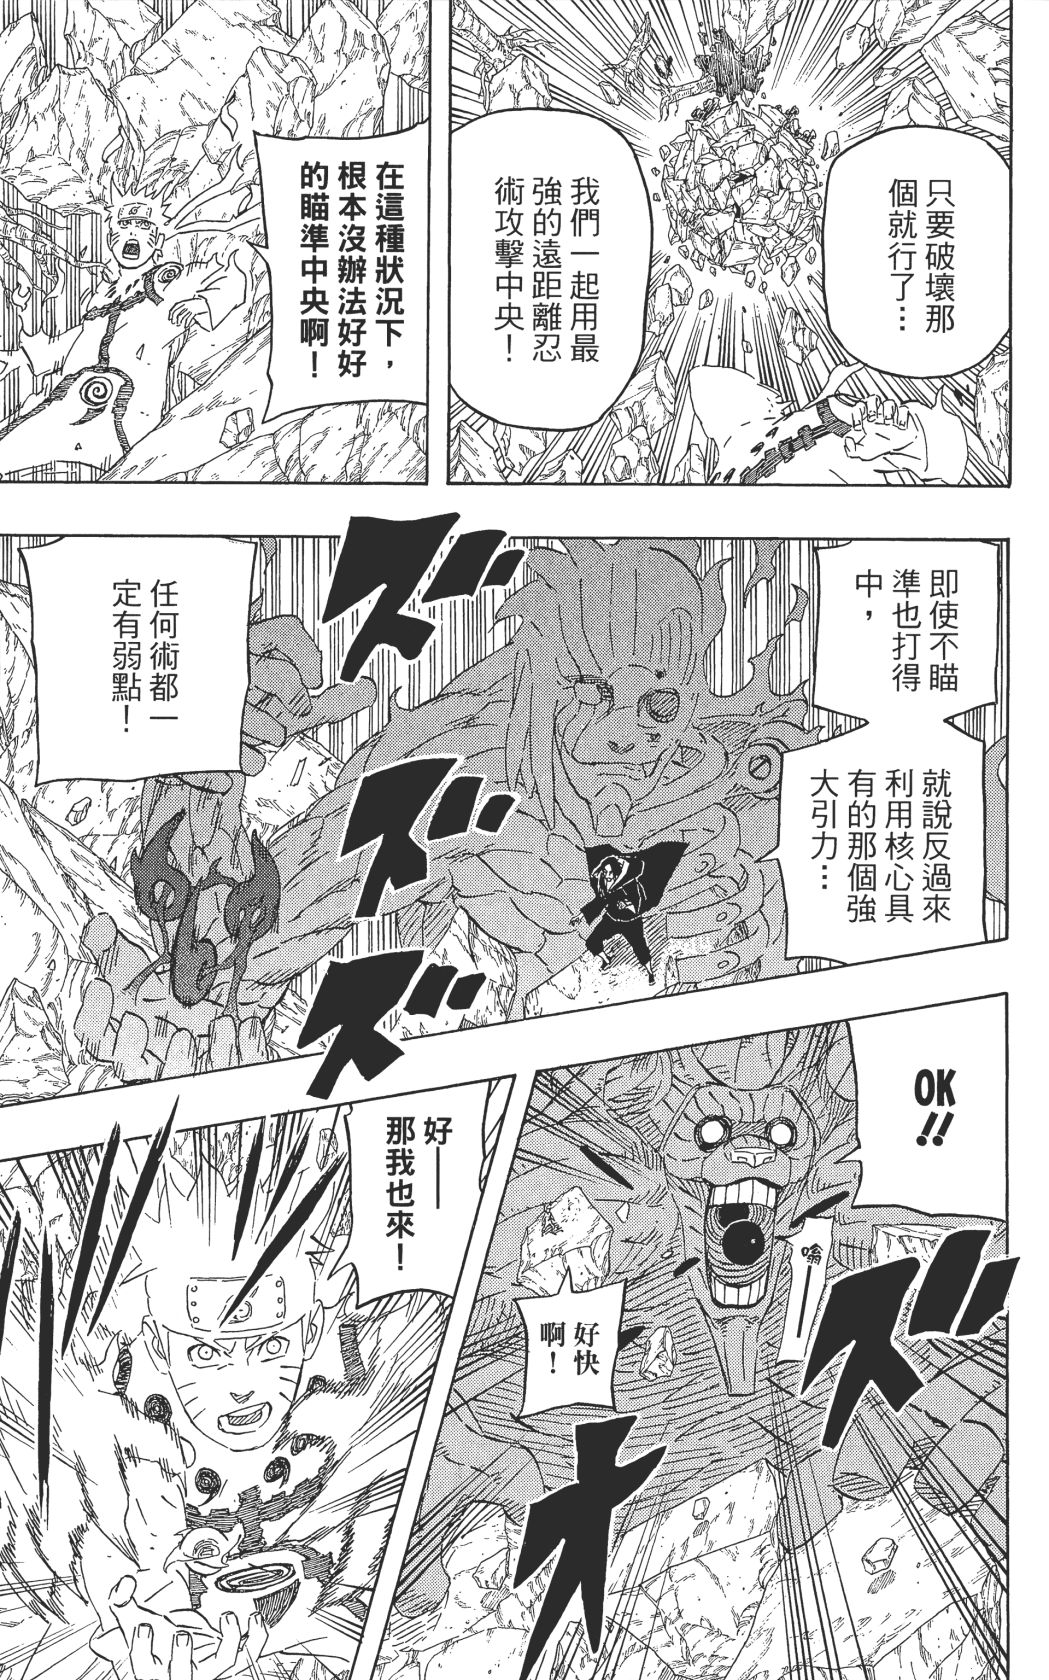 只要破壞那
個就行了…
我們一起用最
強的遠距離忍
術攻擊中央！
在這種狀況下，
根本沒辦法好好
的瞄準中央啊！
即使不瞄
準也打得
中，
就說反過來
利用核心具
有的那個強
大引力…
任何術都一
定有弱點！
ズ
ズ
ズ
OK!!
嗡——
ズ
ズ
好快
啊！
好——
那我也來！